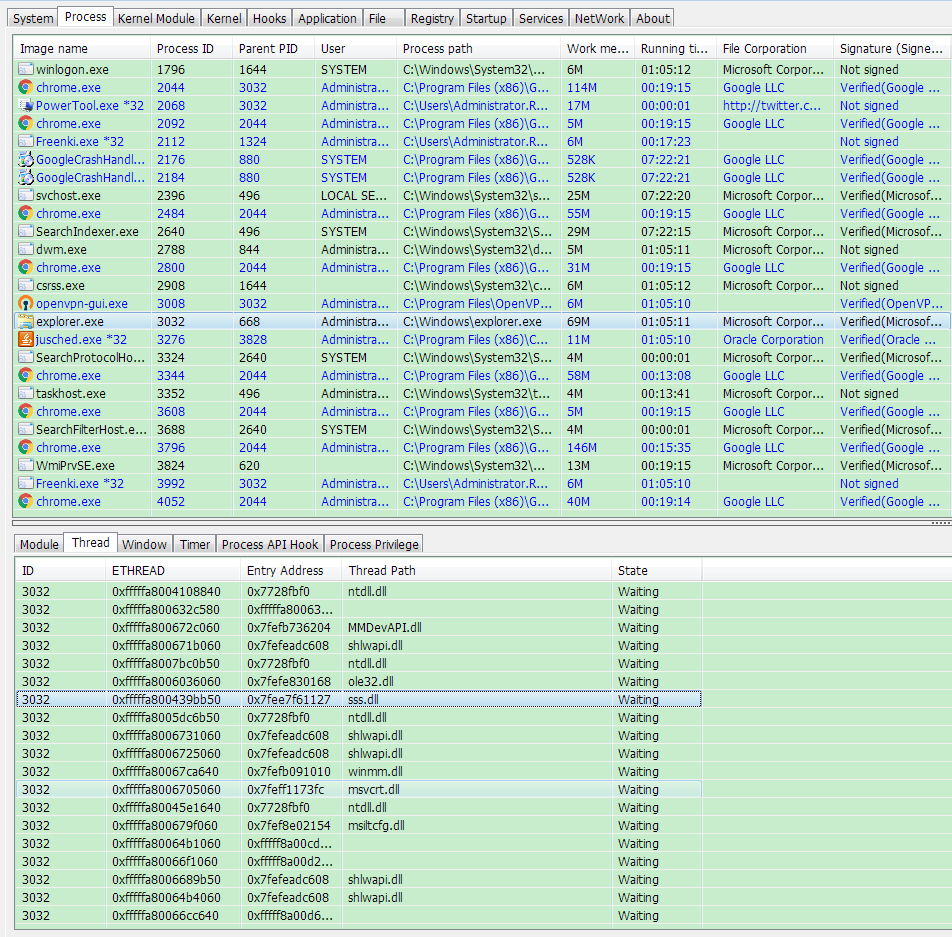 System Process Kernel Module Kernel Hooks Application File Registry Startup Services NetWork About
Image name Process ID Parent PID User Process path Work me... Running ti... File Corporation Signature (Signe...
winlogon.exe 1796 1644 SYSTEM C:\Windows\System32\... 6M 01:05:12 Microsoft Corpor... Not signed
chrome.exe 2044 3032 Administra... C:\Program Files (x86)\G... 114M 00:19:15 Google LLC Verified(Google ...
PowerTool.exe *32 2068 3032 Administra... C:\Users\Administrator.R... 17M 00:00:01 http://twitter.c... Not signed
chrome.exe 2092 2044 Administra... C:\Program Files (x86)\G... 5M 00:19:15 Google LLC Verified(Google ...
Freenki.exe *32 2112 1324 Administra... C:\Users\Administrator.R... 6M 00:17:23 Not signed
GoogleCrashHandl... 2176 880 SYSTEM C:\Program Files (x86)\G... 528K 07:22:21 Google LLC Verified(Google ...
GoogleCrashHandl... 2184 880 SYSTEM C:\Program Files (x86)\G... 528K 07:22:21 Google LLC Verified(Google ...
svchost.exe 2396 496 LOCAL SE... C:\Windows\System32\s... 25M 07:22:20 Microsoft Corpor... Verified(Microsof...
chrome.exe 2484 2044 Administra... C:\Program Files (x86)\G... 55M 00:19:15 Google LLC Verified(Google ...
SearchIndexer.exe 2640 496 SYSTEM C:\Windows\System32\S... 29M 07:22:15 Microsoft Corpor... Verified(Microsof...
dwm.exe 2788 844 Administra... C:\Windows\System32\d... 5M 01:05:11 Microsoft Corpor... Not signed
chrome.exe 2800 2044 Administra... C:\Program Files (x86)\G... 31M 00:19:15 Google LLC Verified(Google ...
csrss.exe 2908 1644 SYSTEM C:\Windows\System32\c... 6M 01:05:12 Microsoft Corpor... Not signed
openvpn-gui.exe 3008 3032 Administra... C:\Program Files\OpenVP... 6M 01:05:10 Verified(OpenVP...
explorer.exe 3032 668 Administra... C:\Windows\explorer.exe 69M 01:05:11 Microsoft Corpor... Verified(Microsof...
jusched.exe *32 3276 3828 Administra... C:\Program Files (x86)\C... 11M 01:05:10 Oracle Corporation Verified(Oracle ...
SearchProtocolHo... 3324 2640 SYSTEM C:\Windows\System32\S... 4M 00:00:01 Microsoft Corpor... Verified(Microsof...
chrome.exe 3344 2044 Administra... C:\Program Files (x86)\G... 58M 00:13:08 Google LLC Verified(Google ...
taskhost.exe 3352 496 Administra... C:\Windows\System32\t... 4M 00:13:41 Microsoft Corpor... Not signed
chrome.exe 3608 2044 Administra... C:\Program Files (x86)\G... 5M 00:19:15 Google LLC Verified(Google ...
SearchFilterHost.e... 3688 2640 SYSTEM C:\Windows\System32\S... 4M 00:00:01 Microsoft Corpor... Verified(Microsof...
chrome.exe 3796 2044 Administra... C:\Program Files (x86)\G... 146M 00:15:35 Google LLC Verified(Google ...
WmiPrvSE.exe 3824 620 C:\Windows\System32\... 13M 00:19:15 Microsoft Corpor... Verified(Microsof...
Freenki.exe *32 3992 3032 Administra... C:\Users\Administrator.R... 6M 01:05:10 Not signed
chrome.exe 4052 2044 Administra... C:\Program Files (x86)\G... 40M 00:19:14 Google LLC Verified(Google ...
Module Thread Window Timer Process API Hook Process Privilege
ID ETHREAD Entry Address Thread Path State
3032 0xfffffa8004108840 0x7728fbf0 ntdll.dll Waiting
3032 0xfffffa800632c580 0xfffffa80063... Waiting
3032 0xfffffa800672c060 0x7fefb736204 MMDevAPI.dll Waiting
3032 0xfffffa800671b060 0x7fefeadc608 shlwapi.dll Waiting
3032 0xfffffa8007bc0b50 0x7728fbf0 ntdll.dll Waiting
3032 0xfffffa8006036060 0x7fefe830168 ole32.dll Waiting
3032 0xfffffa800439bb50 0x7fee7f61127 sss.dll Waiting
3032 0xfffffa8005dc6b50 0x7728fbf0 ntdll.dll Waiting
3032 0xfffffa8006731060 0x7fefeadc608 shlwapi.dll Waiting
3032 0xfffffa8006725060 0x7fefeadc608 shlwapi.dll Waiting
3032 0xfffffa80067ca640 0x7fefb091010 winmm.dll Waiting
3032 0xfffffa8006705060 0x7feff1173fc msvcrt.dll Waiting
3032 0xfffffa80045e1640 0x7728fbf0 ntdll.dll Waiting
3032 0xfffffa800679f060 0x7fef8e02154 msiltcfg.dll Waiting
3032 0xfffffa80064b1060 0xfffff8a00cd... Waiting
3032 0xfffffa80066f1060 0xfffff8a00d2... Waiting
3032 0xfffffa8006689b50 0x7fefeadc608 shlwapi.dll Waiting
3032 0xfffffa80064b4060 0x7fefeadc608 shlwapi.dll Waiting
3032 0xfffffa80066cc640 0xfffff8a00d6... Waiting